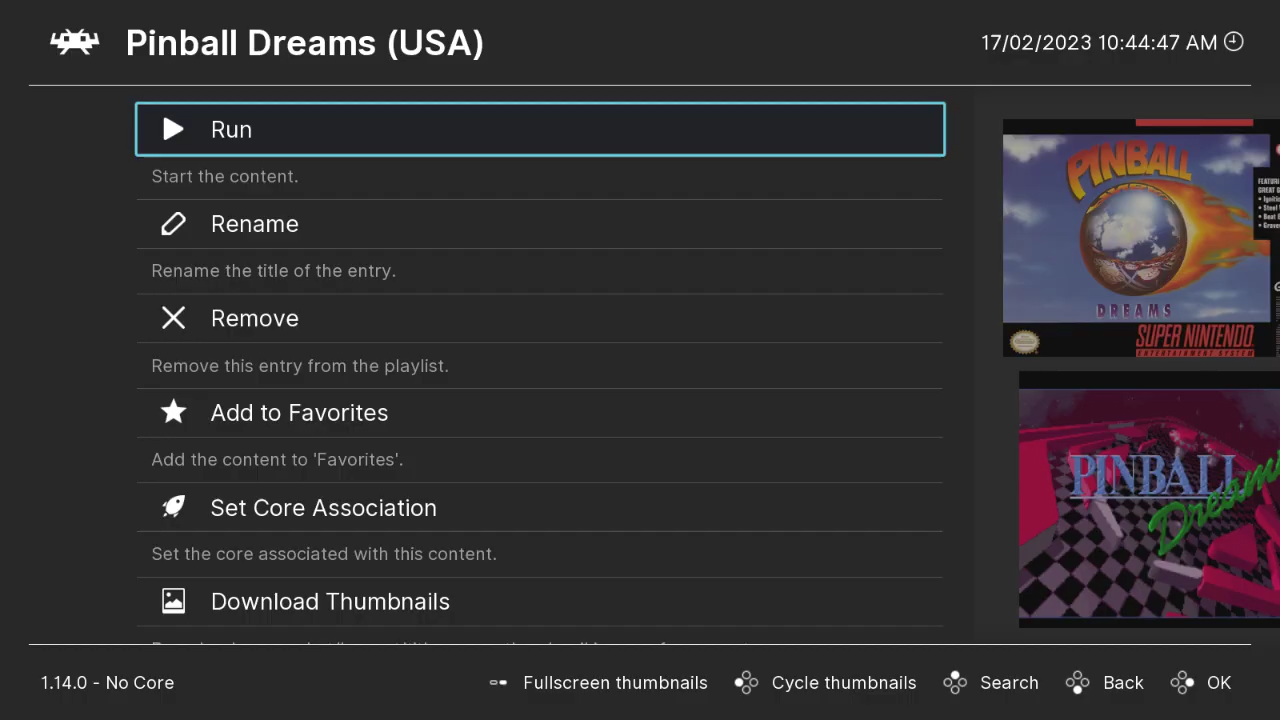 Pinball Dreams (USA)
17/02/2023 10:44:47 AM
Run
Start the content.
Rename
Rename the title of the entry.
Remove
Remove this entry from the playlist.
Add to Favorites
Add the content to 'Favorites'.
Set Core Association
Set the core associated with this content.
Download Thumbnails
PINBALL
DREAMS
SUPER NINTENDO
ENTERTAINMENT SYSTEM
PINBALL
Dreams
1.14.0 - No Core
Fullscreen thumbnails
Cycle thumbnails
Search
Back
OK